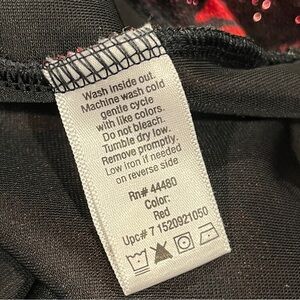 Wash inside out.
Machine wash cold
gentle cycle
with like colors.
Do not bleach.
Tumble dry low.
Remove promptly.
Low iron if needed
on reverse side
Rn# 44480
Color:
Red
Upc# 7 1520921050